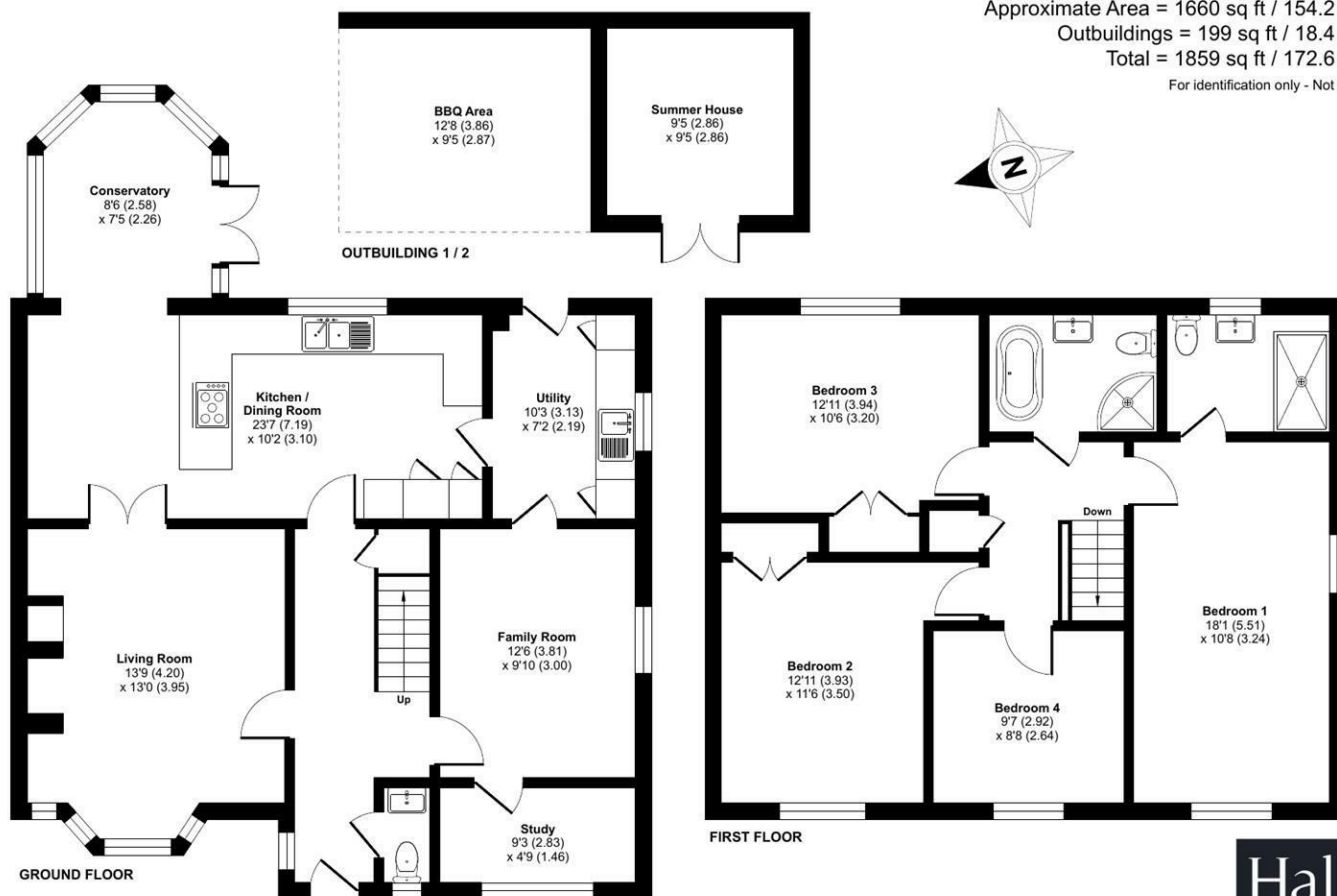 Approximate Area = 1660 sq ft / 154.2
Outbuildings = 199 sq ft / 18.4
Total = 1859 sq ft / 172.6
For identification only - Not
BBQ Area
12'8 (3.86)
x 9'5 (2.87)
Summer House
9'5 (2.86)
x 9'5 (2.86)
OUTBUILDING 1 / 2
N
Conservatory
8'6 (2.58)
x 7'5 (2.26)
Kitchen /
Dining Room
23'7 (7.19)
x 10'2 (3.10)
Utility
10'3 (3.13)
x 7'2 (2.19)
Living Room
13'9 (4.20)
x 13'0 (3.95)
Up
Family Room
12'6 (3.81)
x 9'10 (3.00)
Study
9'3 (2.83)
x 4'9 (1.46)
GROUND FLOOR
Bedroom 3
12'11 (3.94)
x 10'6 (3.20)
Down
Bedroom 1
18'1 (5.51)
x 10'8 (3.24)
Bedroom 2
12'11 (3.93)
x 11'6 (3.50)
Bedroom 4
9'7 (2.92)
x 8'8 (2.64)
FIRST FLOOR
Hal